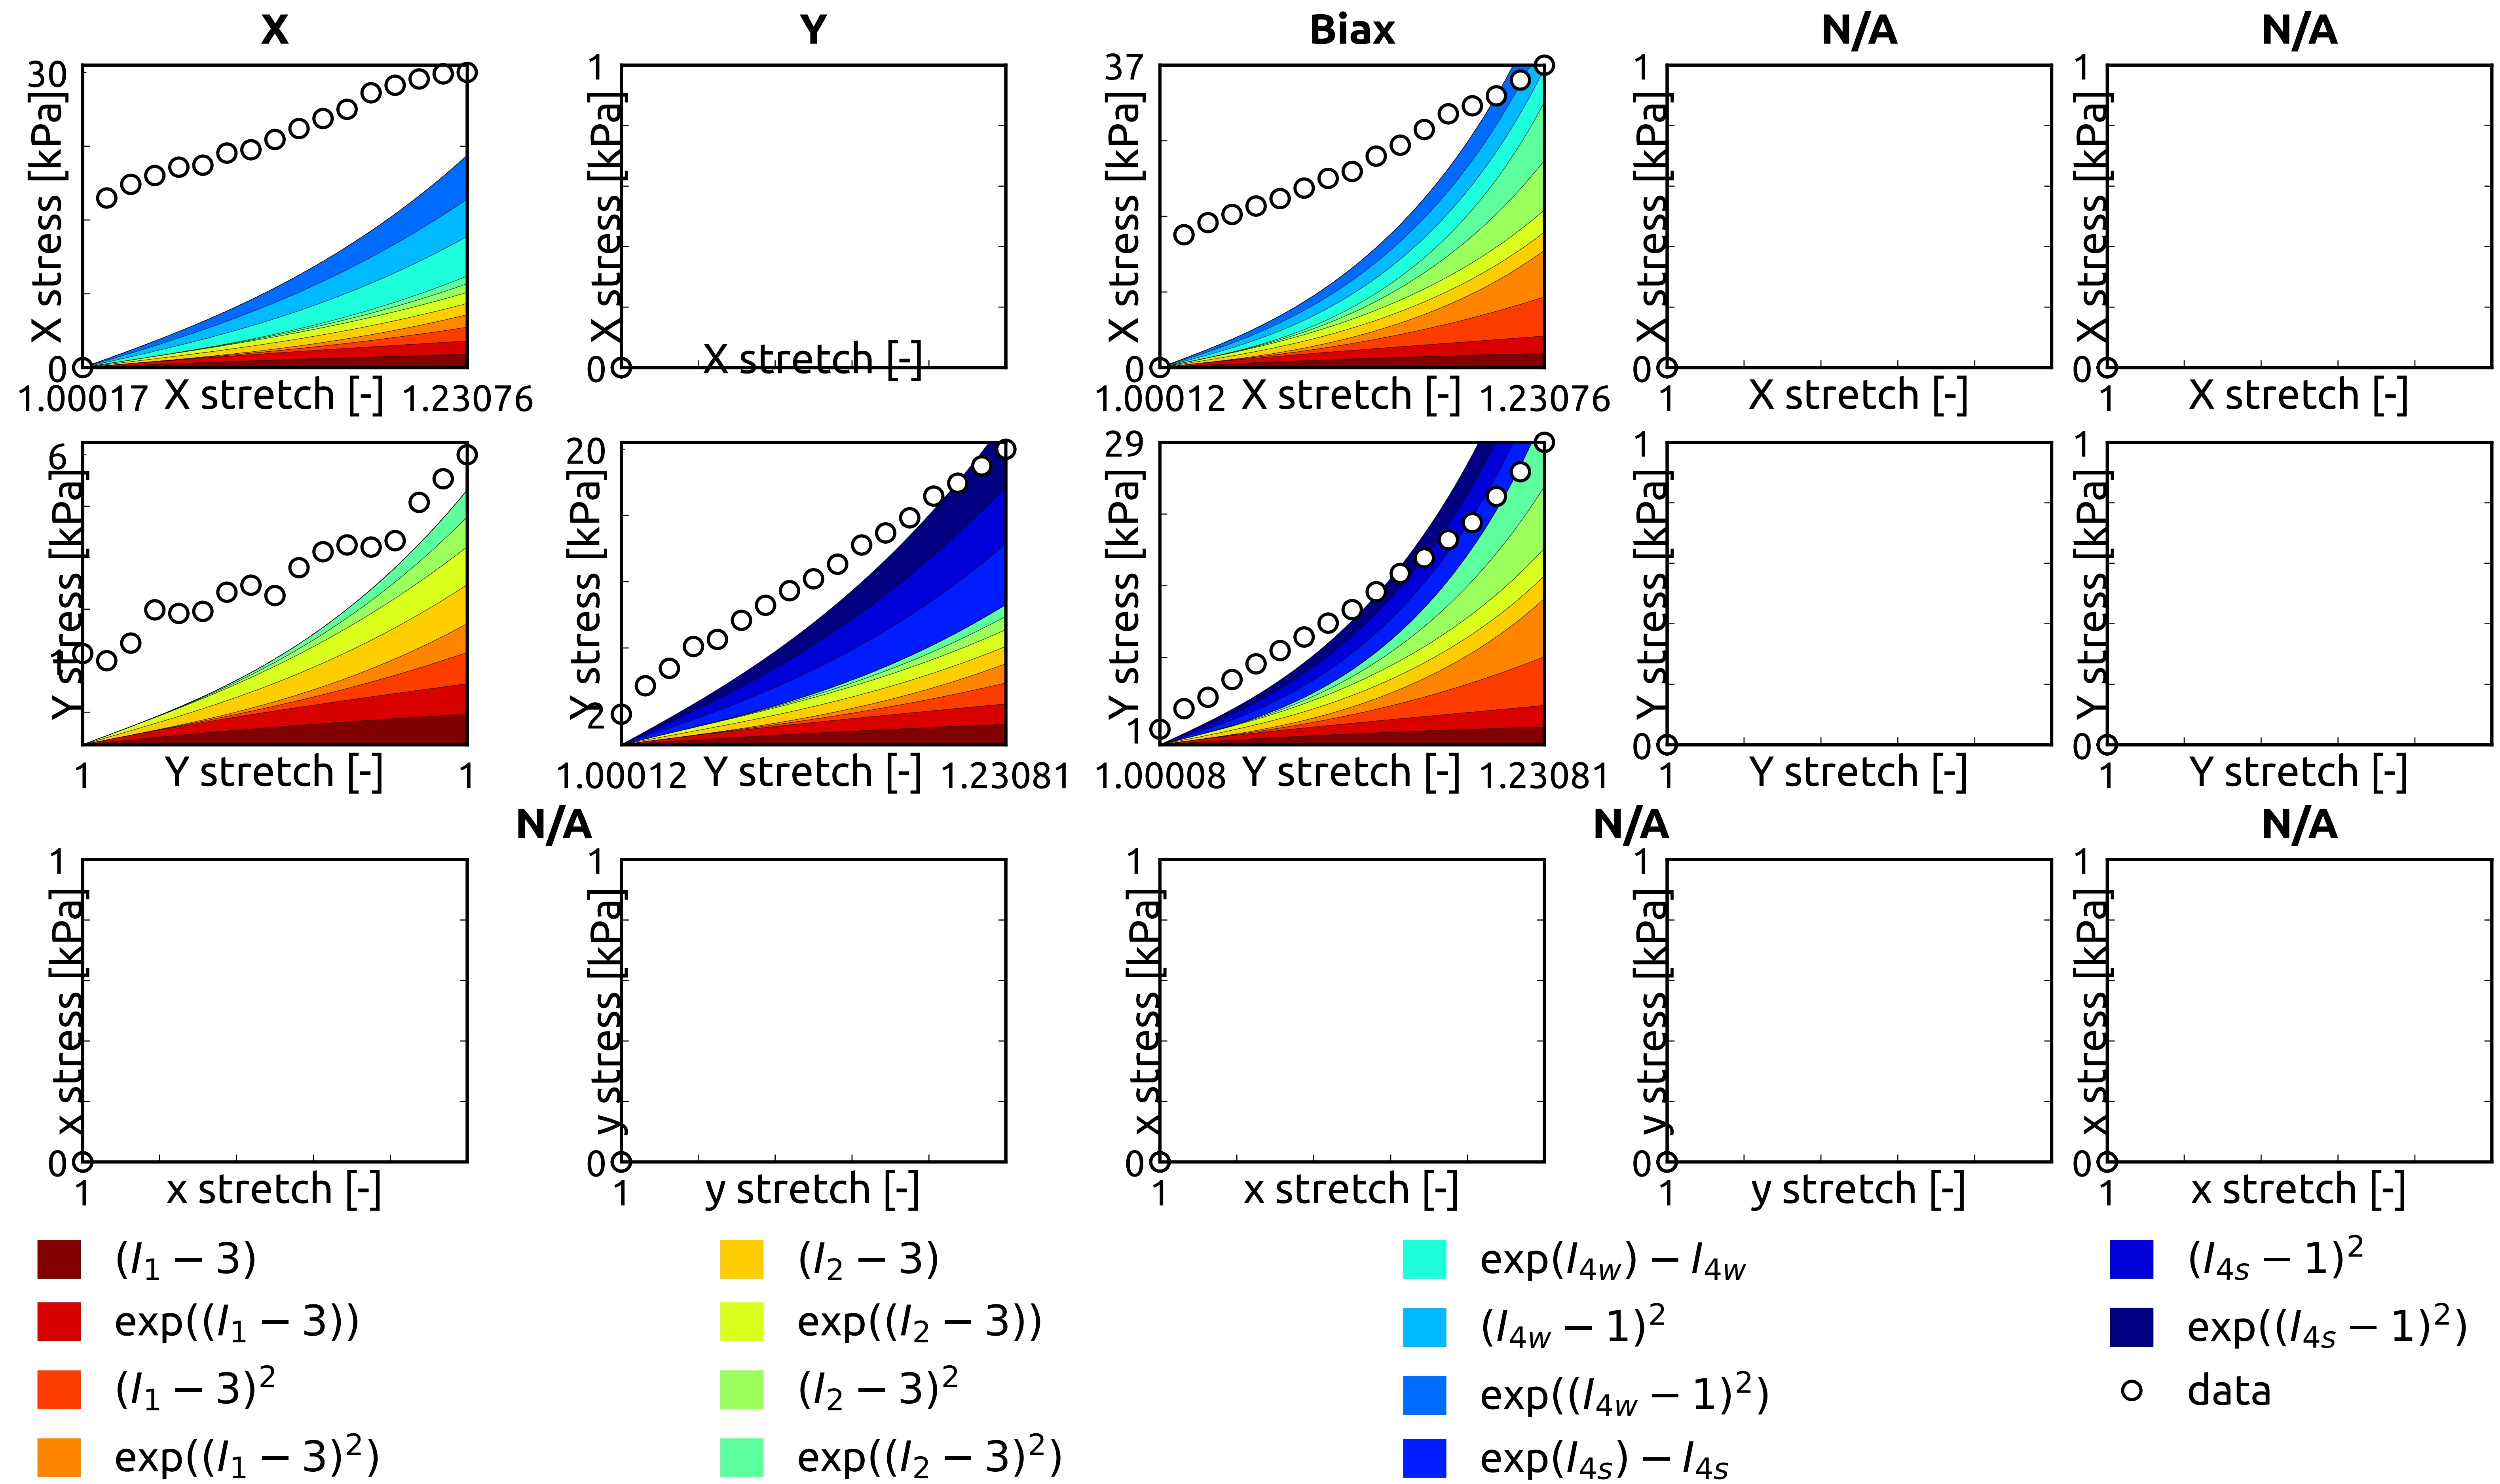 X Y Biax N/A N/A
30 1 37 1 1
X stress [kPa] X stress [kPa] X stress [kPa] X stress [kPa] X stress [kPa]
0 0 0 0 0
X stretch [-]
1.00017 X stretch [-] 1.23076 1.00012 X stretch [-] 1.23076 1 X stretch [-] 1 X stretch [-]
6 20 29 1 1
Y stress [kPa] Y stress [kPa] Y stress [kPa] Y stress [kPa] Y stress [kPa]
1 2 1 0 0
1 Y stretch [-] 1 1.00012 Y stretch [-] 1.23081 1.00008 Y stretch [-] 1.23081 1 Y stretch [-] 1 Y stretch [-]
N/A N/A N/A
1 1 1 1 1
x stress [kPa] y stress [kPa] x stress [kPa] y stress [kPa] x stress [kPa]
0 0 0 0 0
1 x stretch [-] 1 y stretch [-] 1 x stretch [-] 1 y stretch [-] 1 x stretch [-]
(I₁ − 3) (I₂ − 3) exp(I₄w) − I₄w (I₄s − 1)²
exp((I₁ − 3)) exp((I₂ − 3)) (I₄w − 1)² exp((I₄s − 1)²)
(I₁ − 3)² (I₂ − 3)² exp((I₄w − 1)²) data
exp((I₁ − 3)²) exp((I₂ − 3)²) exp(I₄s) − I₄s